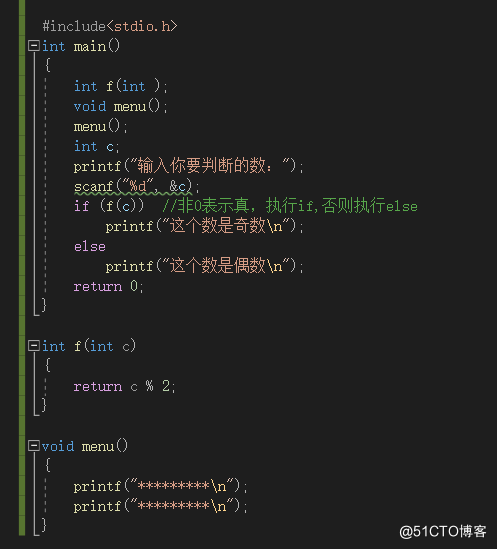 #include<stdio.h>
int main()
{
int f(int );
void menu();
menu();
int c;
printf("输入你要判断的数：");
scanf("%d", &c);
if (f(c))  //非0表示真，执行if,否则执行else
printf("这个数是奇数\n");
else
printf("这个数是偶数\n");
return 0;
}
int f(int c)
{
return c % 2;
}
void menu()
{
printf("*********\n");
printf("*********\n");
}
@51CTO博客